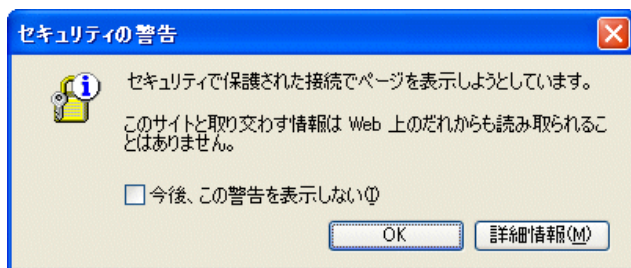 セキュリティの警告
セキュリティで保護された接続でページを表示しようとしています。
このサイトと取り交わす情報は Web 上のだれからも読み取られるこ
とはありません。
今後、この警告を表示しない(I)
OK
詳細情報(M)